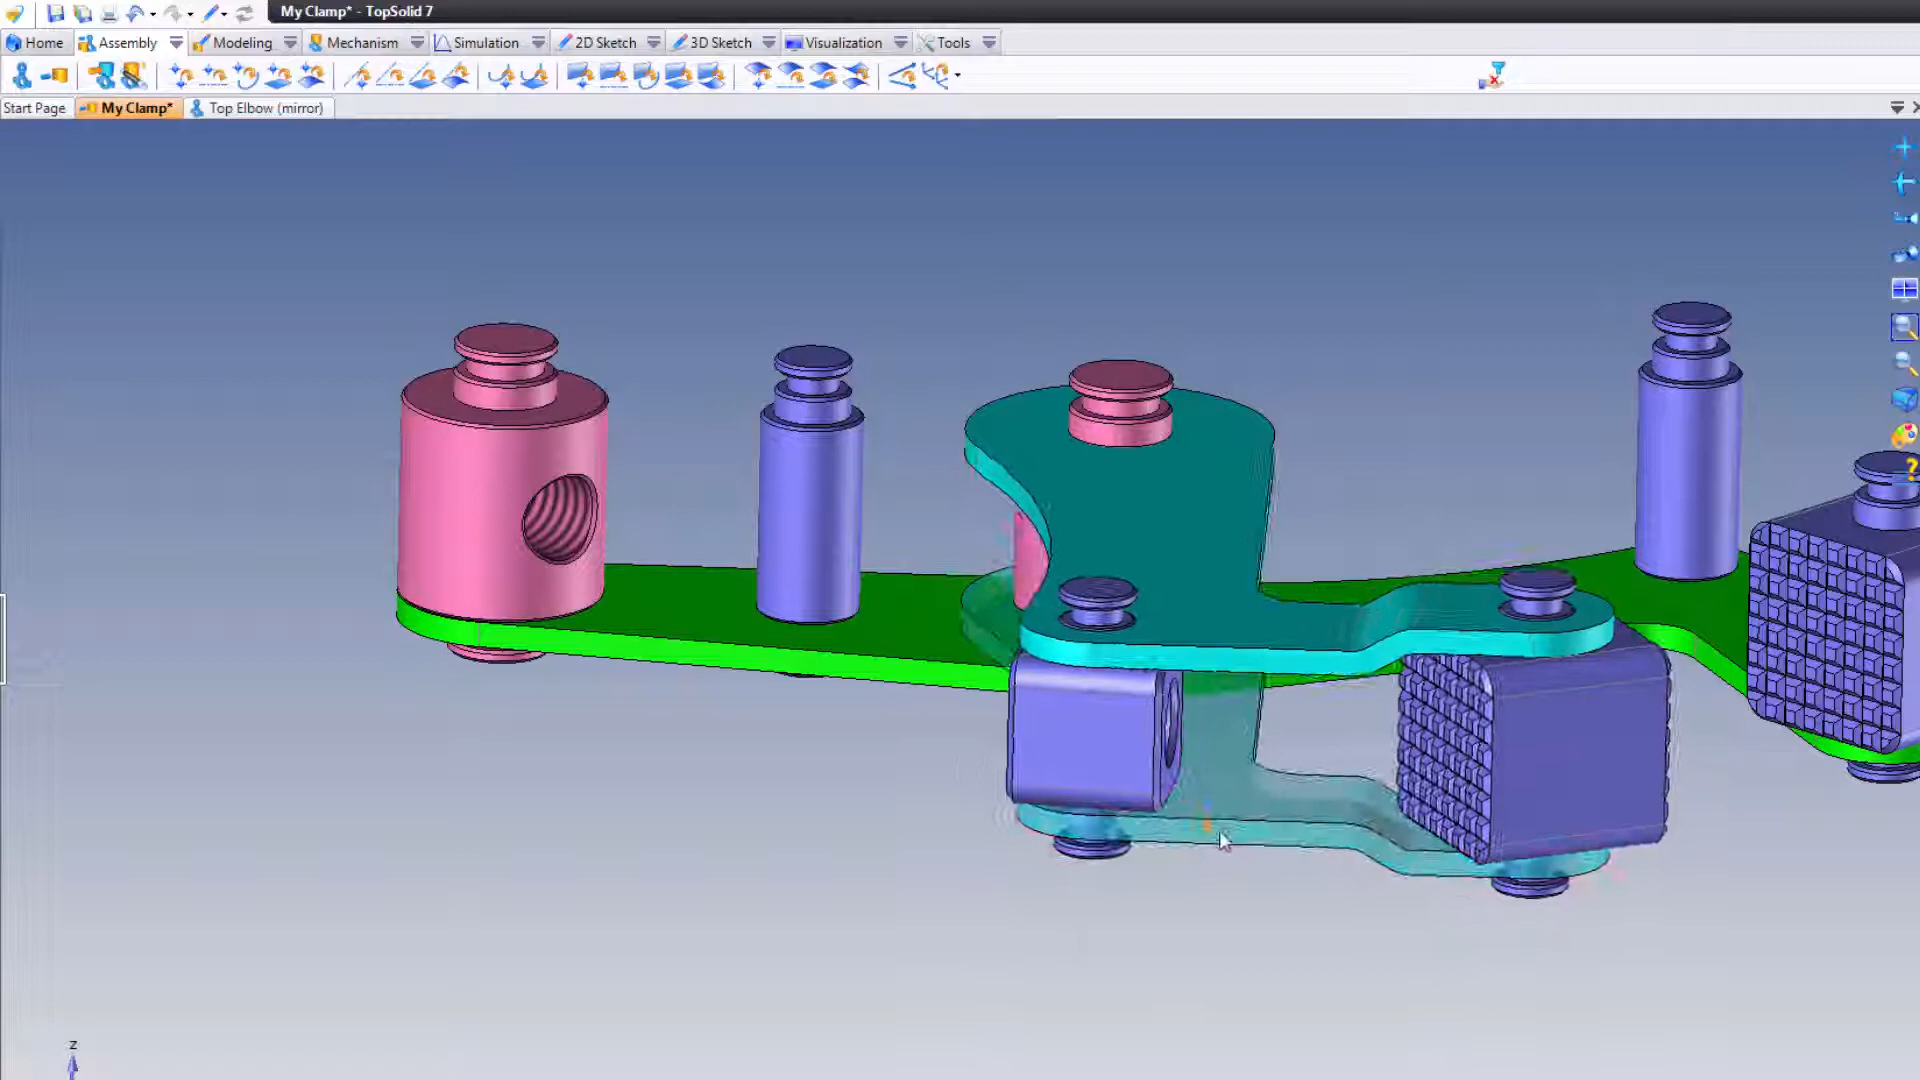 My Clamp* - TopSolid 7
Home Assembly Modeling Mechanism Simulation 2D Sketch 3D Sketch Visualization Tools
Start Page My Clamp* Top Elbow (mirror)
z